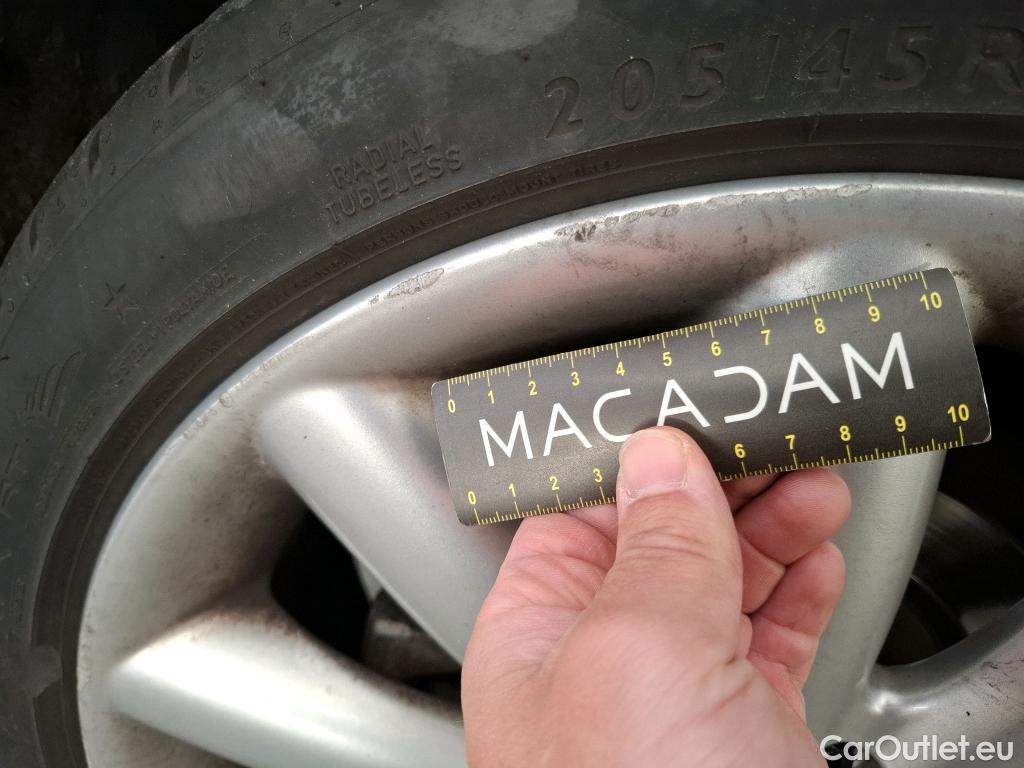 205/45R
RADIAL
TUBELESS
0 1 2 3 4 5 6 7 8 9 10
MACADAM
0 1 2 3 6 7 8 9 10
CarOutlet.eu